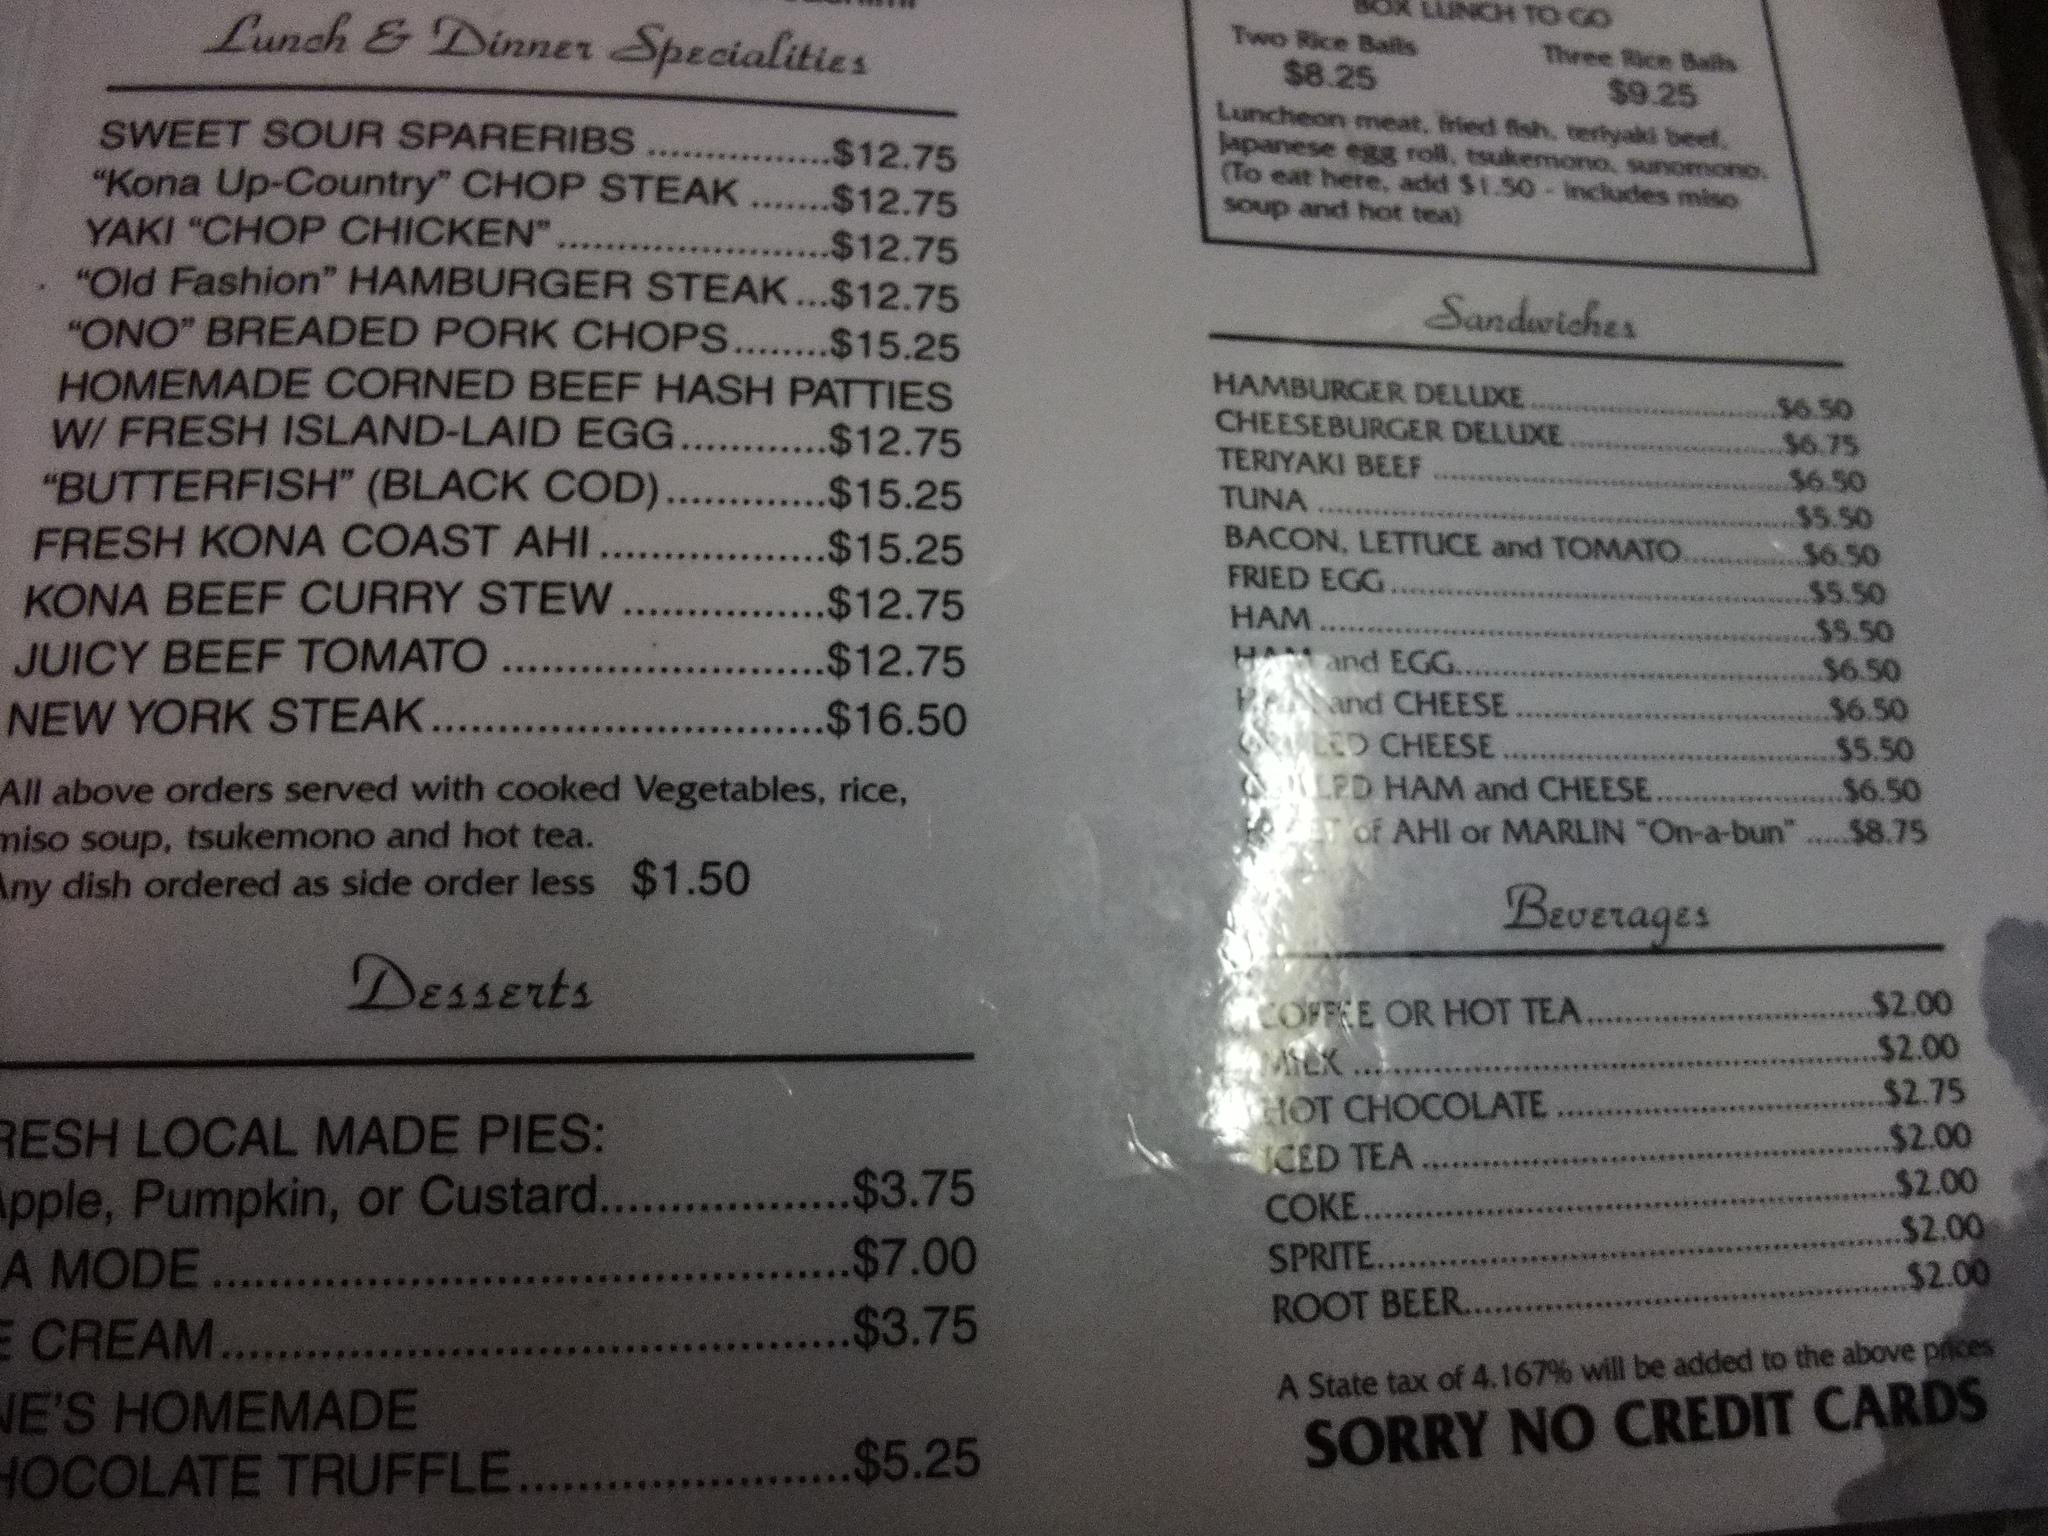 Lunch & Dinner Specialities
SWEET SOUR SPARERIBS .................$12.75
“Kona Up-Country” CHOP STEAK .......$12.75
YAKI “CHOP CHICKEN”.........................$12.75
“Old Fashion” HAMBURGER STEAK ...$12.75
“ONO” BREADED PORK CHOPS.........$15.25
HOMEMADE CORNED BEEF HASH PATTIES
W/ FRESH ISLAND-LAID EGG.............$12.75
“BUTTERFISH” (BLACK COD)..............$15.25
FRESH KONA COAST AHI ....................$15.25
KONA BEEF CURRY STEW ..................$12.75
JUICY BEEF TOMATO ............................$12.75
NEW YORK STEAK..................................$16.50
All above orders served with cooked Vegetables, rice,
miso soup, tsukemono and hot tea.
Any dish ordered as side order less $1.50
Desserts
RESH LOCAL MADE PIES:
Apple, Pumpkin, or Custard...................$3.75
A MODE ..................................................$7.00
E CREAM..................................................$3.75
NE’S HOMEMADE
HOCOLATE TRUFFLE..........................$5.25
BOX LUNCH TO GO
Two Rice Balls Three Rice Balls
$8.25 $9.25
Luncheon meat, fried fish, teriyaki beef,
Japanese egg roll, tsukemono, sunomono.
(To eat here, add $1.50 - includes miso
soup and hot tea)
Sandwiches
HAMBURGER DELUXE..............................$6.50
CHEESEBURGER DELUXE..........................$6.75
TERIYAKI BEEF ..........................................$6.50
TUNA ........................................................$5.50
BACON, LETTUCE and TOMATO...............$6.50
FRIED EGG..................................................$5.50
HAM ..........................................................$5.50
HAM and EGG............................................$6.50
HAM and CHEESE ......................................$6.50
GRILLED CHEESE ........................................$5.50
GRILLED HAM and CHEESE.......................$6.50
of AHI or MARLIN “On-a-bun” .....$8.75
Beverages
COFFEE OR HOT TEA...................................$2.00
MILK ...........................................................$2.00
HOT CHOCOLATE .......................................$2.75
ICED TEA .....................................................$2.00
COKE............................................................$2.00
SPRITE...........................................................$2.00
ROOT BEER..................................................$2.00
A State tax of 4.167% will be added to the above prices
SORRY NO CREDIT CARDS